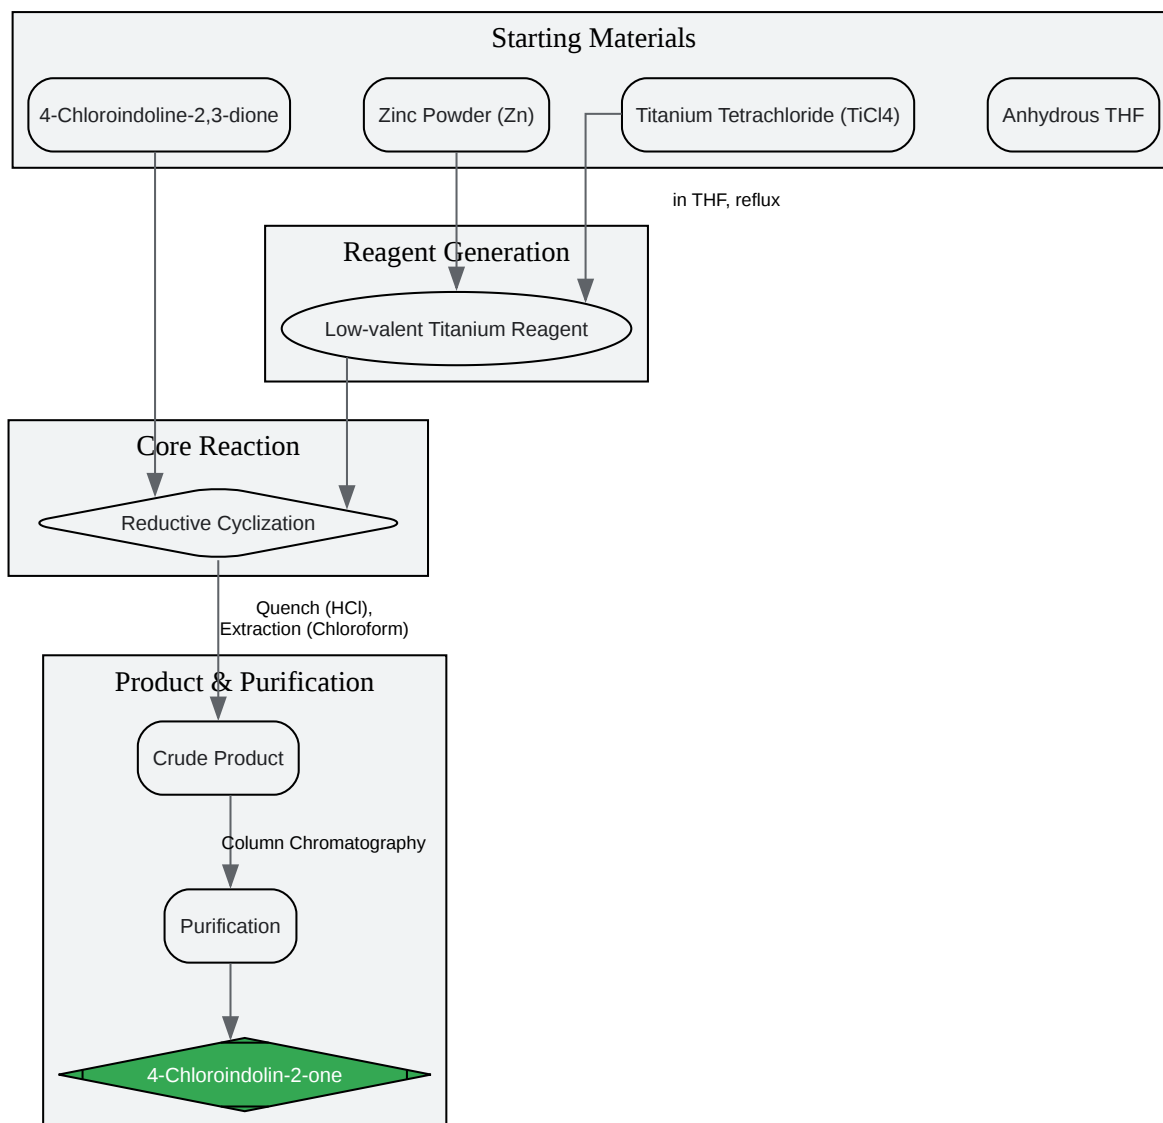 Starting Materials
4-Chloroindoline-2,3-dione
Zinc Powder (Zn)
Titanium Tetrachloride (TiCl4)
Anhydrous THF
in THF, reflux
Reagent Generation
Low-valent Titanium Reagent
Core Reaction
Reductive Cyclization
Quench (HCl),
Extraction (Chloroform)
Product & Purification
Crude Product
Column Chromatography
Purification
4-Chloroindolin-2-one